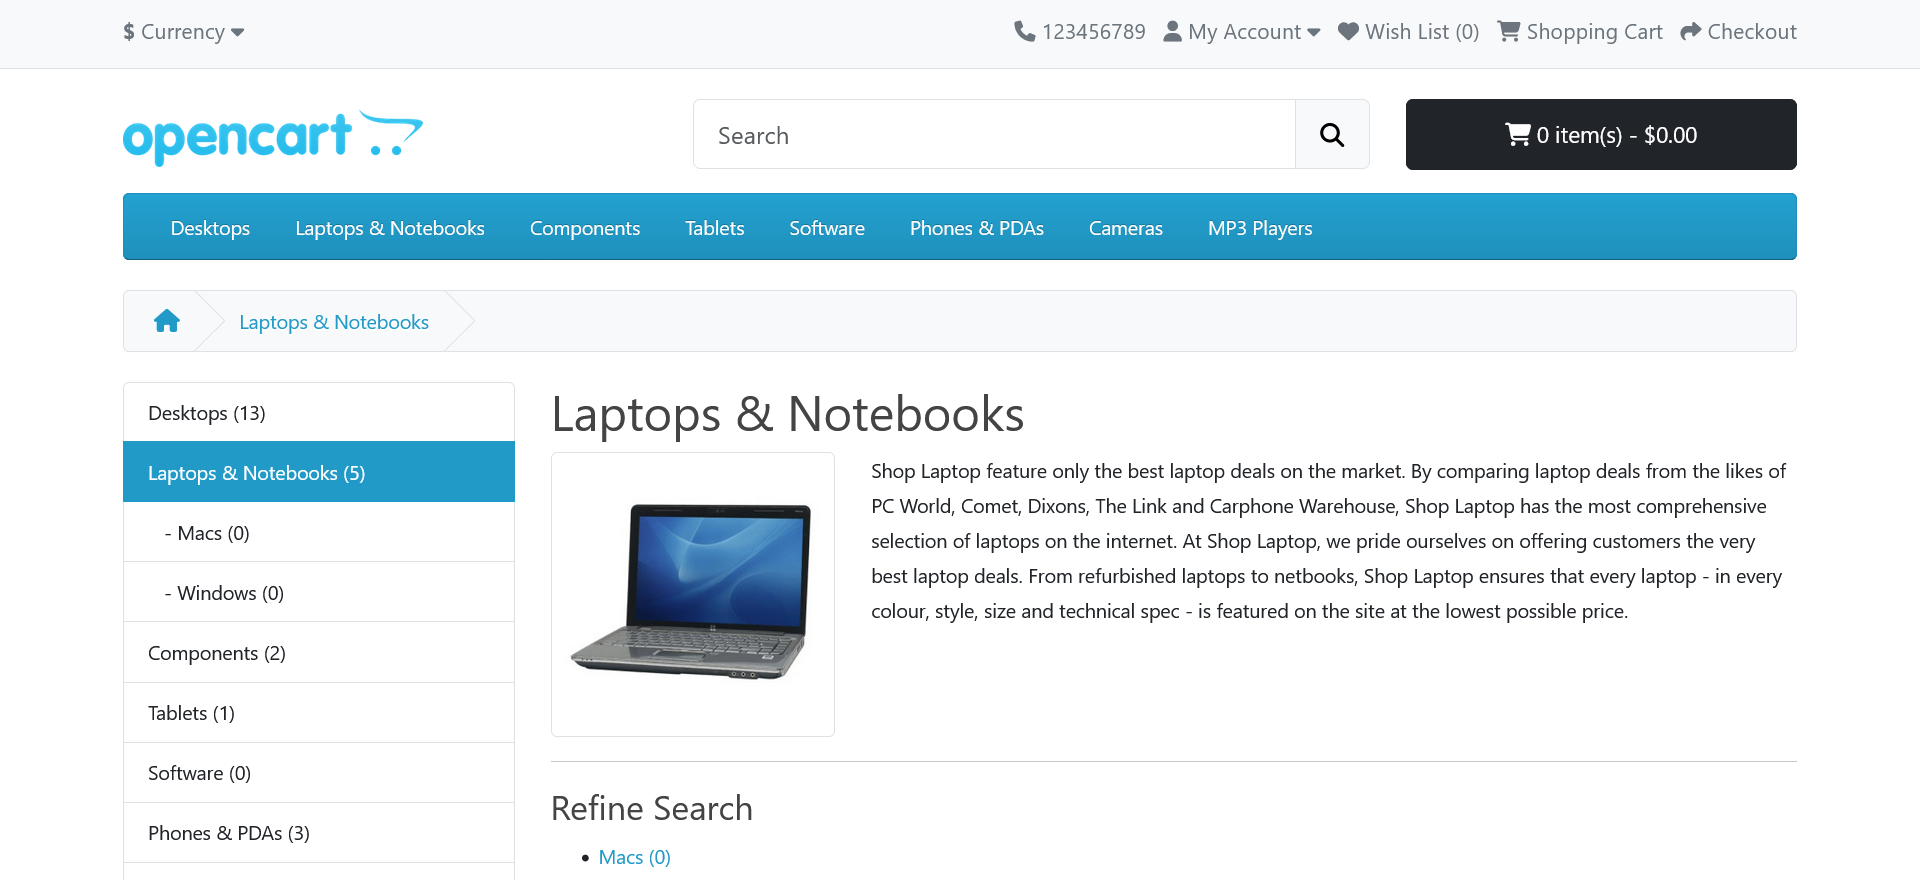 $ Currency
123456789 My Account Wish List (0) Shopping Cart Checkout
opencart
Search
0 item(s) - $0.00
Desktops Laptops & Notebooks Components Tablets Software Phones & PDAs Cameras MP3 Players
Laptops & Notebooks
Desktops (13)
Laptops & Notebooks (5)
- Macs (0)
- Windows (0)
Components (2)
Tablets (1)
Software (0)
Phones & PDAs (3)
Laptops & Notebooks
Shop Laptop feature only the best laptop deals on the market. By comparing laptop deals from the likes of
PC World, Comet, Dixons, The Link and Carphone Warehouse, Shop Laptop has the most comprehensive
selection of laptops on the internet. At Shop Laptop, we pride ourselves on offering customers the very
best laptop deals. From refurbished laptops to netbooks, Shop Laptop ensures that every laptop - in every
colour, style, size and technical spec - is featured on the site at the lowest possible price.
Refine Search
Macs (0)